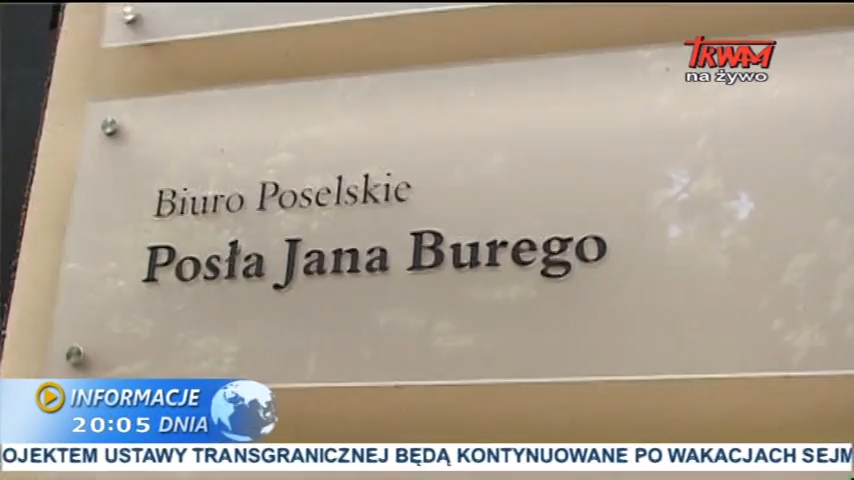 TRWAM
na żywo
Biuro Poselskie
Posła Jana Burego
INFORMACJE
20:05 DNIA
OJEKTEM USTAWY TRANSGRANICZNEJ BĘDĄ KONTYNUOWANE PO WAKACJACH SEJM